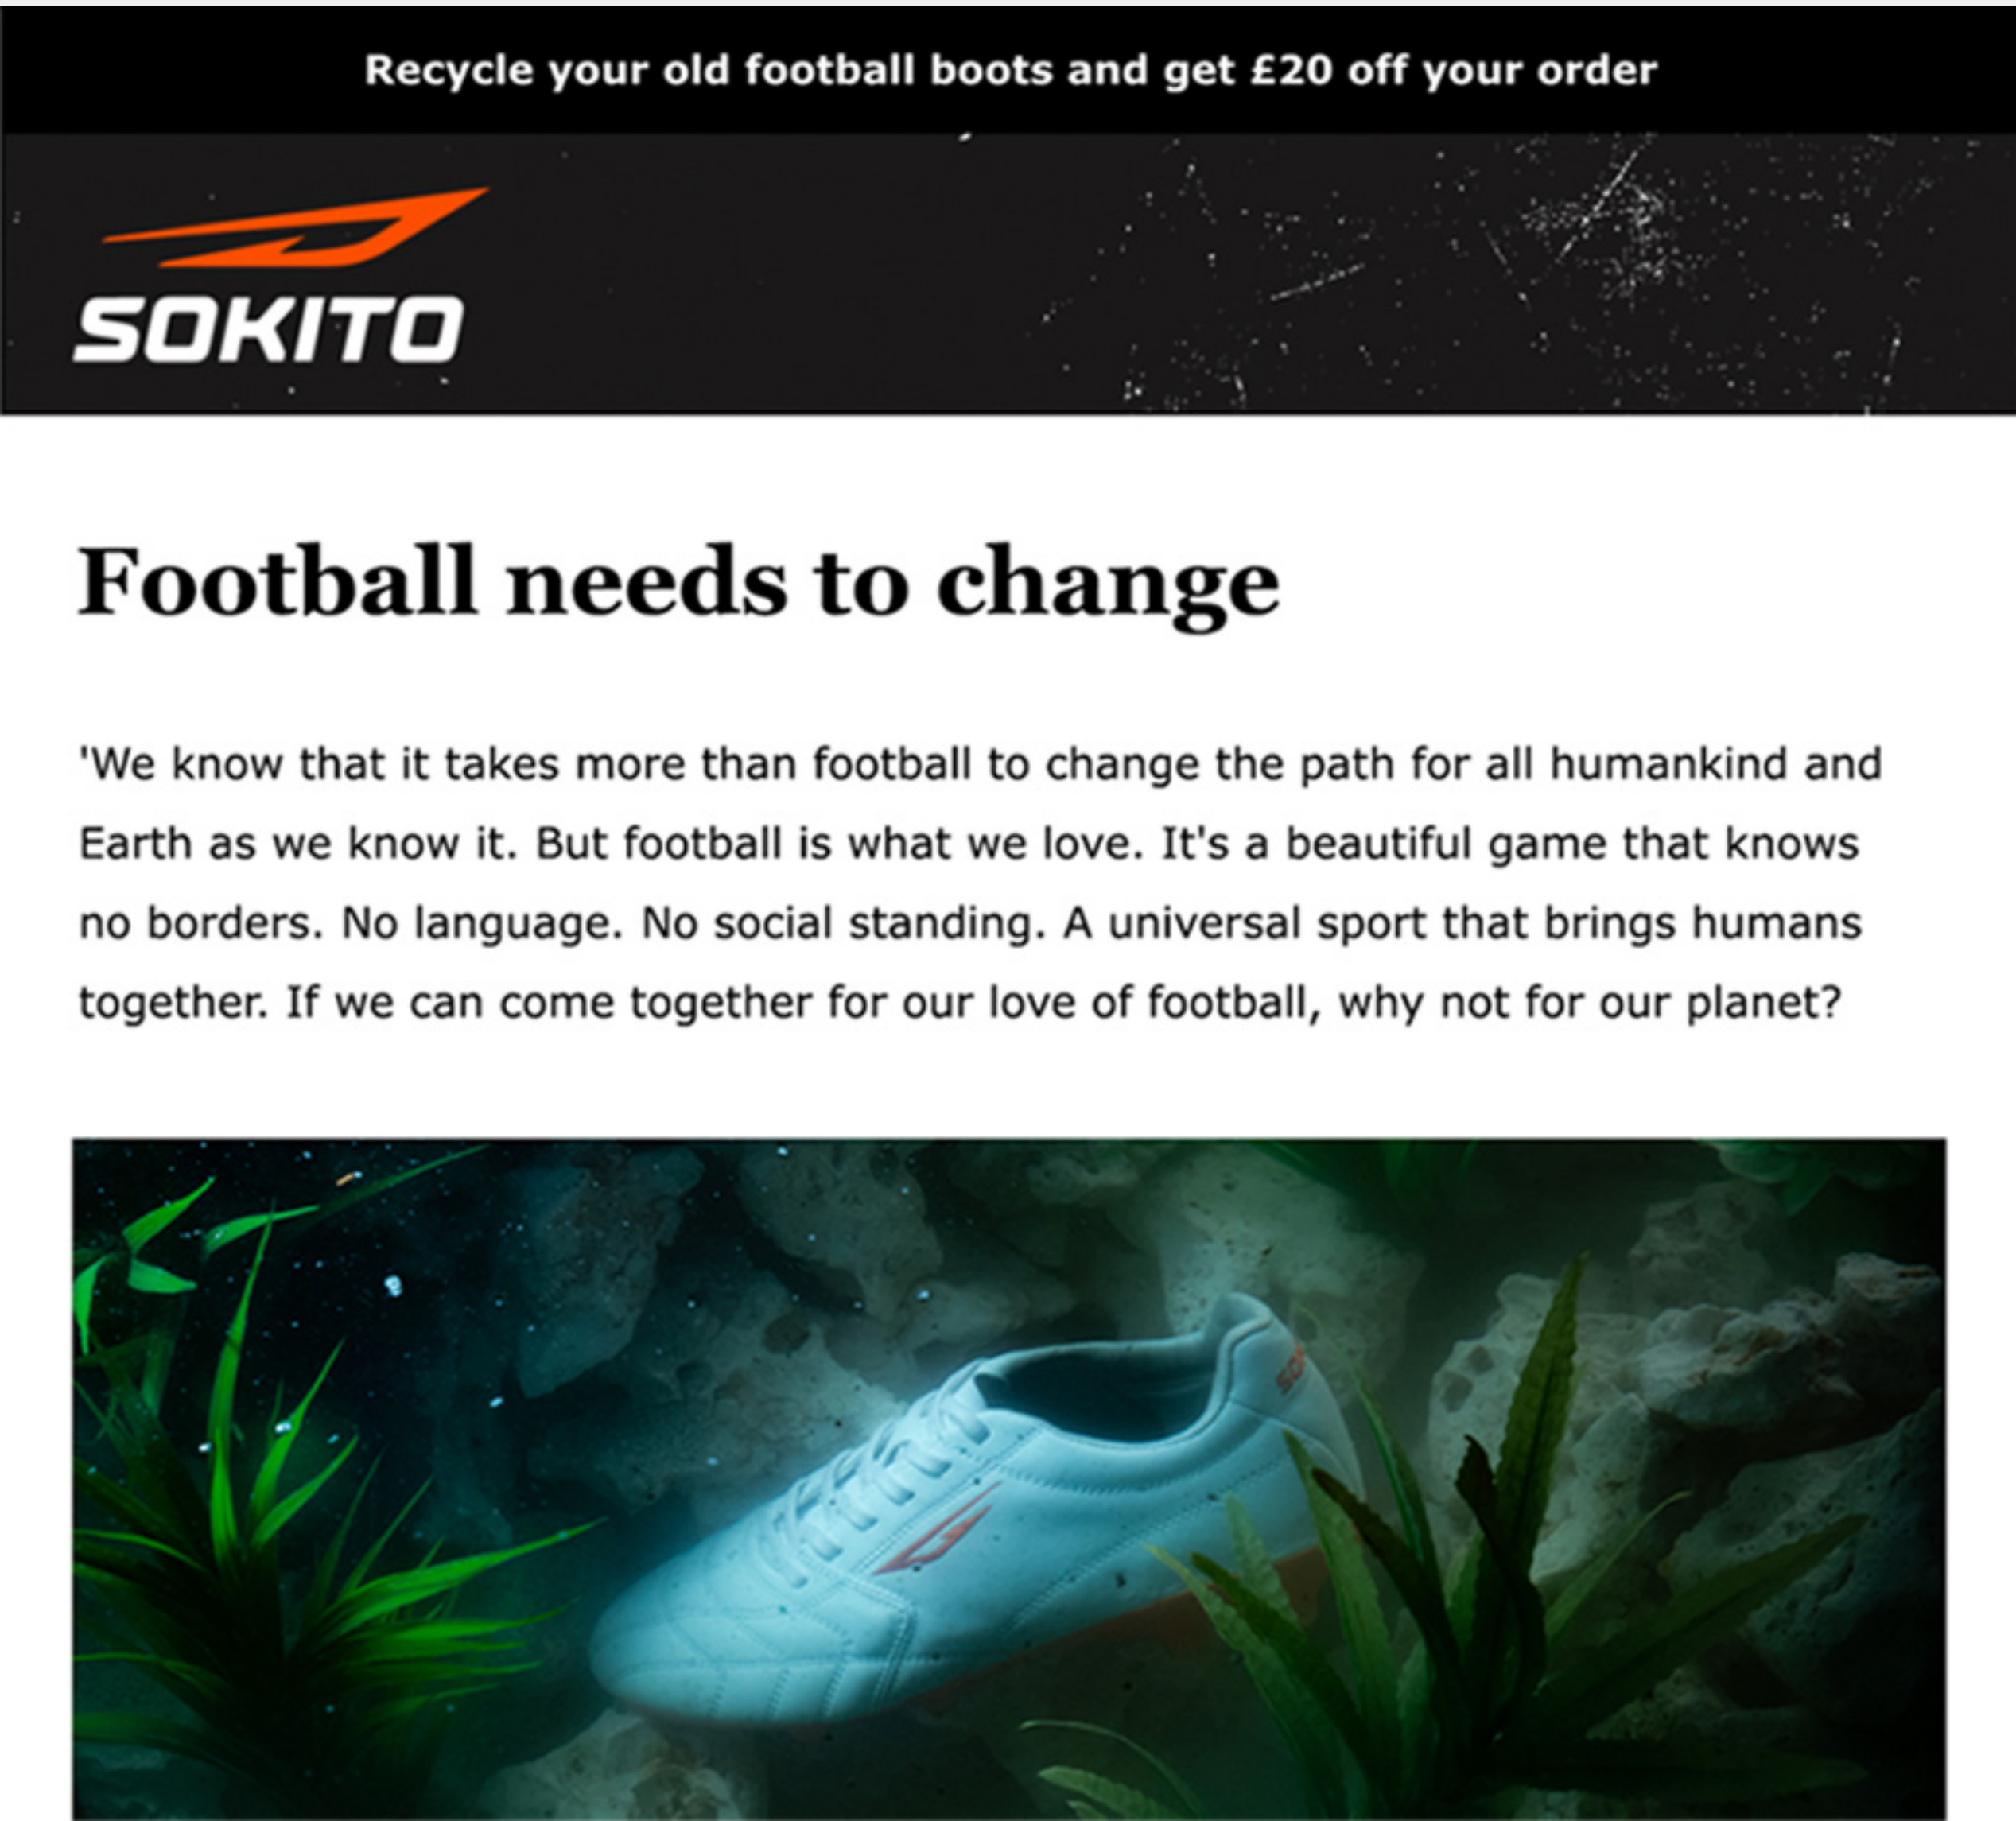 Recycle your old football boots and get £20 off your order
SOKITO
Football needs to change
'We know that it takes more than football to change the path for all humankind and
Earth as we know it. But football is what we love. It's a beautiful game that knows
no borders. No language. No social standing. A universal sport that brings humans
together. If we can come together for our love of football, why not for our planet?